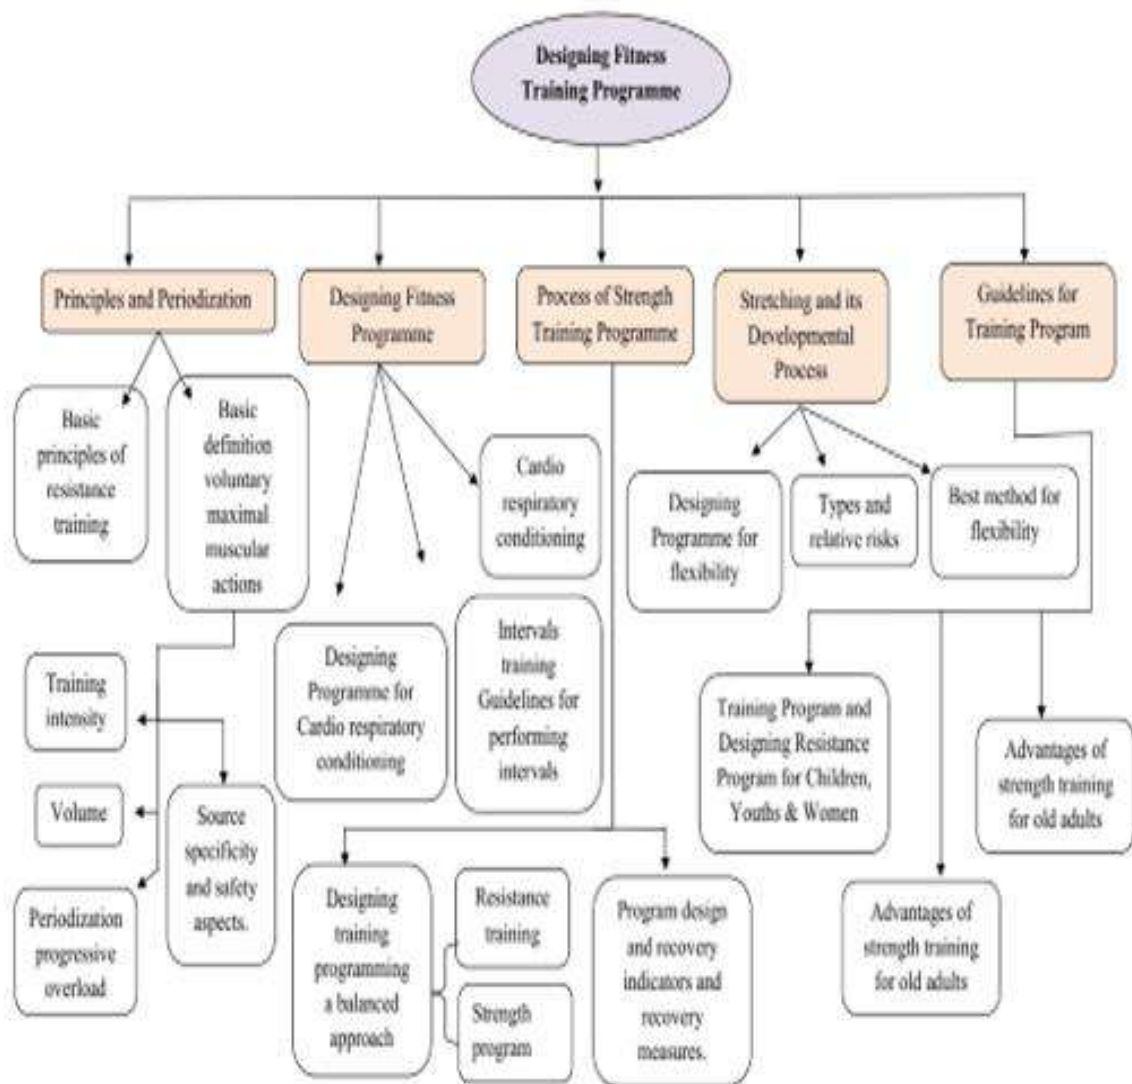 Designing Fitness
Training Programme
Principles and Periodization
Designing Fitness
Programme
Process of Strength
Training Programme
Stretching and its
Developmental
Process
Guidelines for
Training Program
Basic
principles of
resistance
training
Basic
definition
voluntary
maximal
muscular
actions
Cardio
respiratory
conditioning
Designing
Programme for
flexibility
Types and
relative risks
Best method for
flexibility
Training
intensity
Volume
Periodization
progressive
overload
Source
specificity
and safety
aspects.
Designing
Programme for
Cardio respiratory
conditioning
Intervals
training
Guidelines for
performing
intervals
Training Program and
Designing Resistance
Program for Children,
Youths & Women
Advantages of
strength training
for old adults
Advantages of
strength training
for old adults
Designing
training
programming
a balanced
approach
Resistance
training
Strength
program
Program design
and recovery
indicators and
recovery
measures.